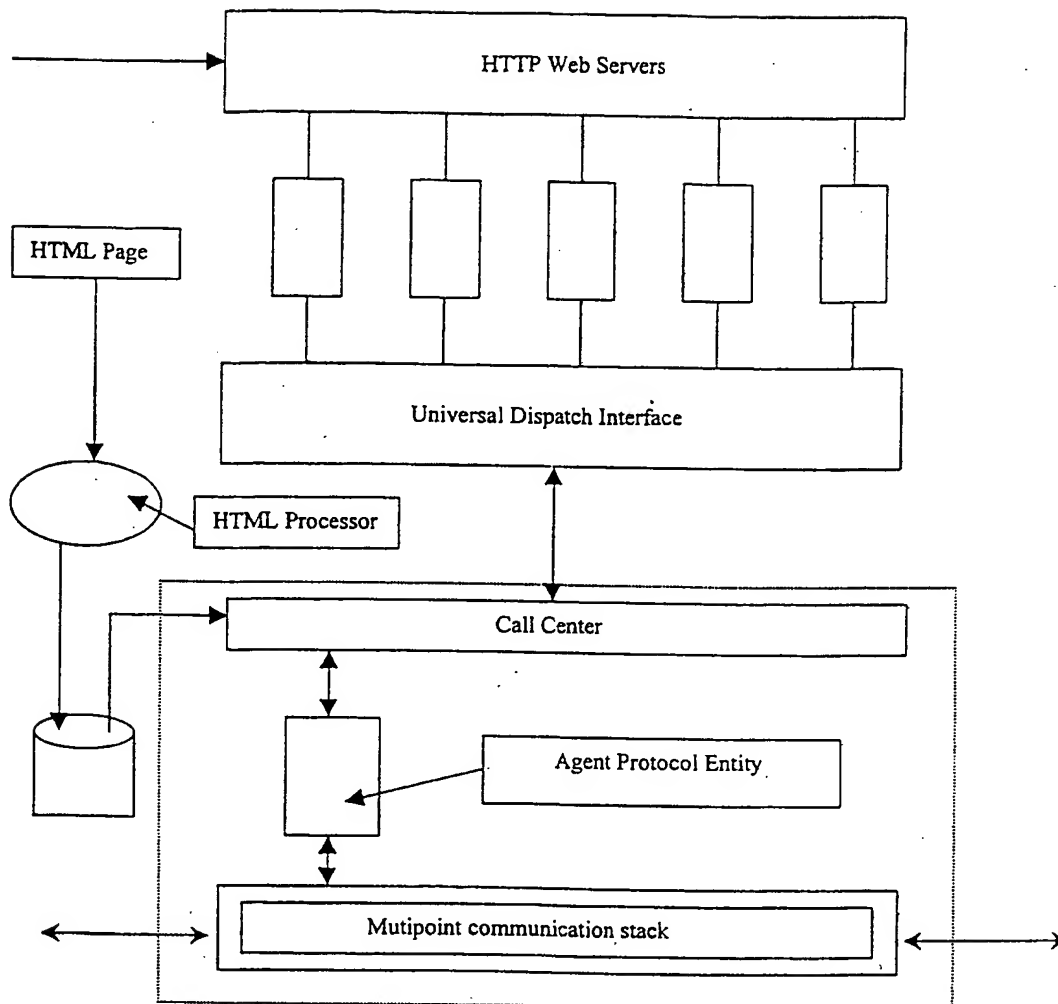 HTTP Web Servers
HTML Page
Universal Dispatch Interface
HTML Processor
Call Center
Agent Protocol Entity
Mutipoint communication stack